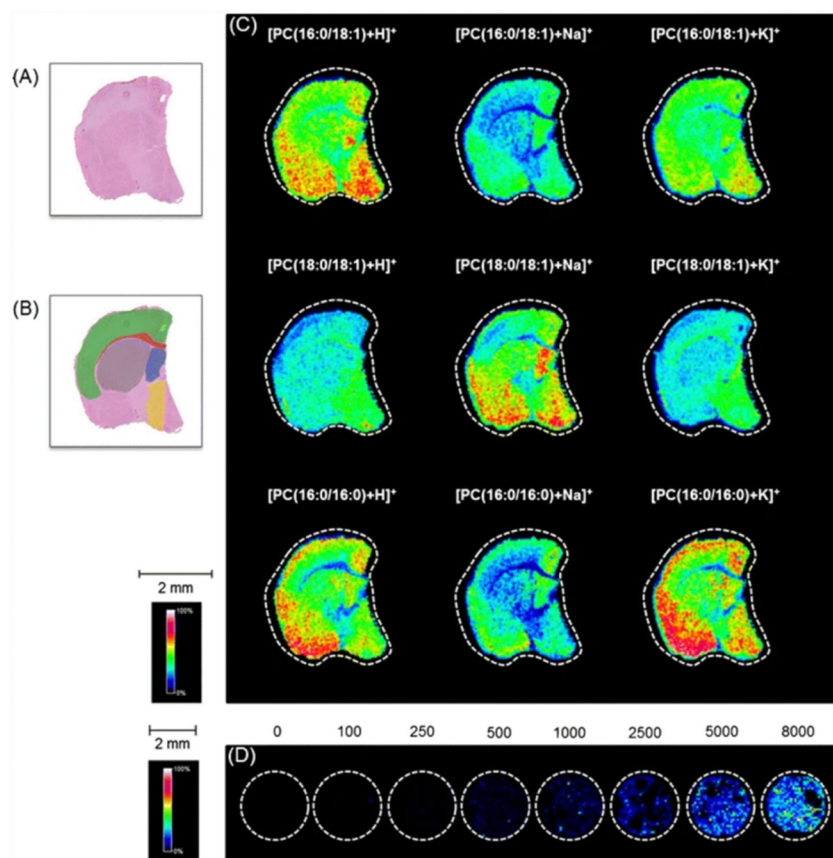 (C)
[PC(16:0/18:1)+H]⁺ [PC(16:0/18:1)+Na]⁺ [PC(16:0/18:1)+K]⁺
(A)
[PC(18:0/18:1)+H]⁺ [PC(18:0/18:1)+Na]⁺ [PC(18:0/18:1)+K]⁺
(B)
[PC(16:0/16:0)+H]⁺ [PC(16:0/16:0)+Na]⁺ [PC(16:0/16:0)+K]⁺
2 mm
100%
0%
2 mm
0 100 250 500 1000 2500 5000 8000
(D)
100%
0%